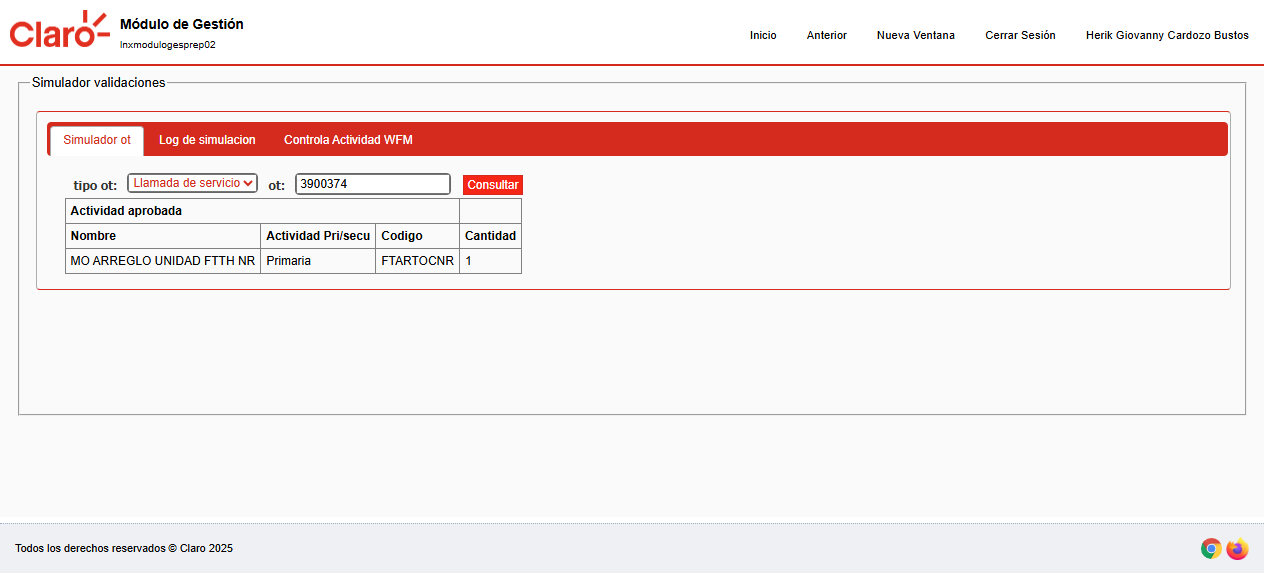 Claro
Módulo de Gestión
lnxmodulogesprep02
Inicio Anterior Nueva Ventana Cerrar Sesión Herik Giovanny Cardozo Bustos
Simulador validaciones
Simulador ot Log de simulacion Controla Actividad WFM
tipo ot: Llamada de servicio ot: 3900374 Consultar
Actividad aprobada
Nombre Actividad Pri/secu Codigo Cantidad
MO ARREGLO UNIDAD FTTH NR Primaria FTARTOCNR 1
Todos los derechos reservados © Claro 2025